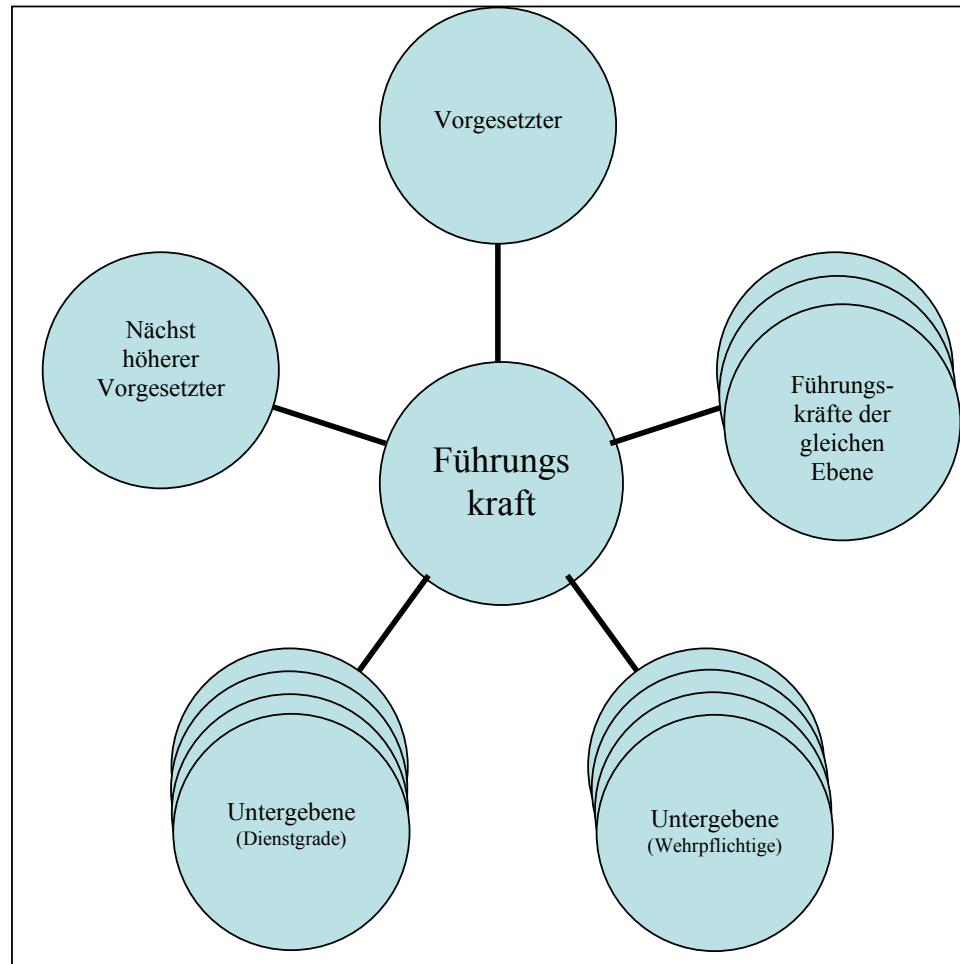 Vorgesetzter
Nächst
höherer
Vorgesetzter
Führungs-
kräfte der
gleichen
Ebene
Führungs
kraft
Untergebene
(Dienstgrade)
Untergebene
(Wehrpflichtige)